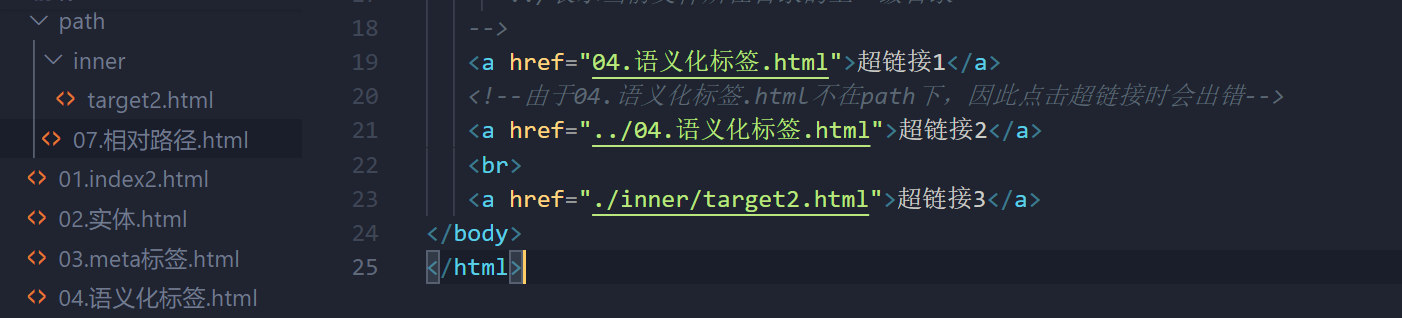 path
inner
target2.html
07.相对路径.html
01.index2.html
02.实体.html
03.meta标签.html
04.语义化标签.html
18 -->
19 <a href="04.语义化标签.html">超链接1</a>
20 <!--由于04.语义化标签.html不在path下，因此点击超链接时会出错-->
21 <a href="../04.语义化标签.html">超链接2</a>
22 <br>
23 <a href="./inner/target2.html">超链接3</a>
24 </body>
25 </html>